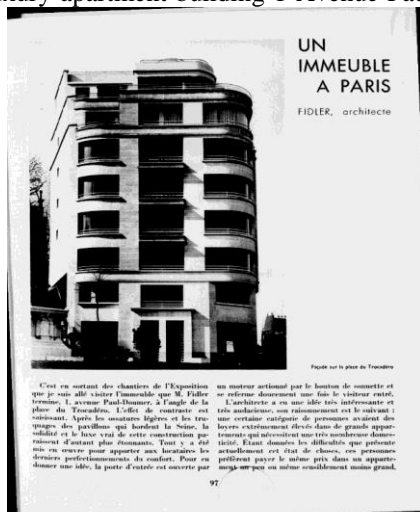 UN
IMMEUBLE
A PARIS
FIDLER, architecte
Façade sur la place du Trocadéro
C'est en sortant des chantiers de l'Exposition
que je suis allé visiter l'immeuble que M. Fidler
termine, 1, avenue Paul-Doumer, à l'angle de la
place du Trocadéro. L'effet de contraste est
saisissant. Après les ossatures légères et les tru-
quages des pavillons qui bordent la Seine, la
solidité et le luxe vrai de cette construction pa-
raissent d'autant plus étonnants. Tout y a été
mis en œuvre pour apporter aux locataires les
derniers perfectionnements du confort. Pour en
donner une idée, la porte d'entrée est ouverte par
un moteur actionné par le bouton de sonnette et
se referme doucement une fois le visiteur entré.
L'architecte a eu une idée très intéressante et
très audacieuse, son raisonnement est le suivant :
une certaine catégorie de personnes avaient des
loyers extrêmement élevés dans de grands appar-
tements qui nécessitent une très nombreuse domes-
ticité. Étant données les difficultés que présente
actuellement cet état de choses, ces personnes
préfèrent payer le même prix dans un apparte-
ment un peu ou même sensiblement moins grand,
97